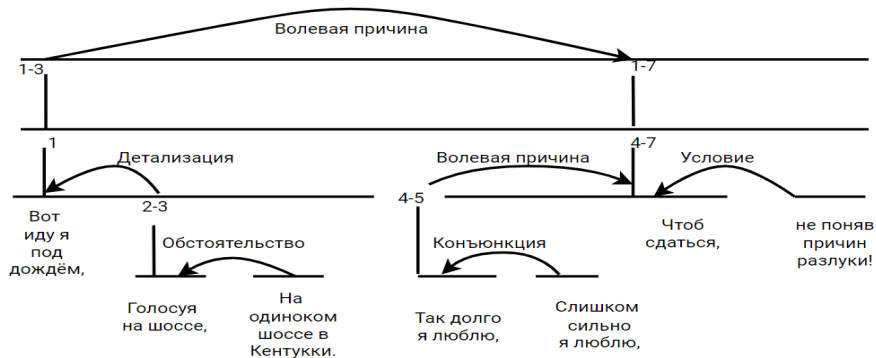 Волевая причина
1-3
1-7
1
4-7
Детализация
Волевая причина
Условие
2-3
4-5
Вот
иду я
под
дождём,
Обстоятельство
Конъюнкция
Чтоб
сдаться,
не поняв
причин
разлуки!
Голосуя
на шоссе,
На
одиноком
шоссе в
Кентукки.
Так долго
я люблю,
Слишком
сильно
я люблю,